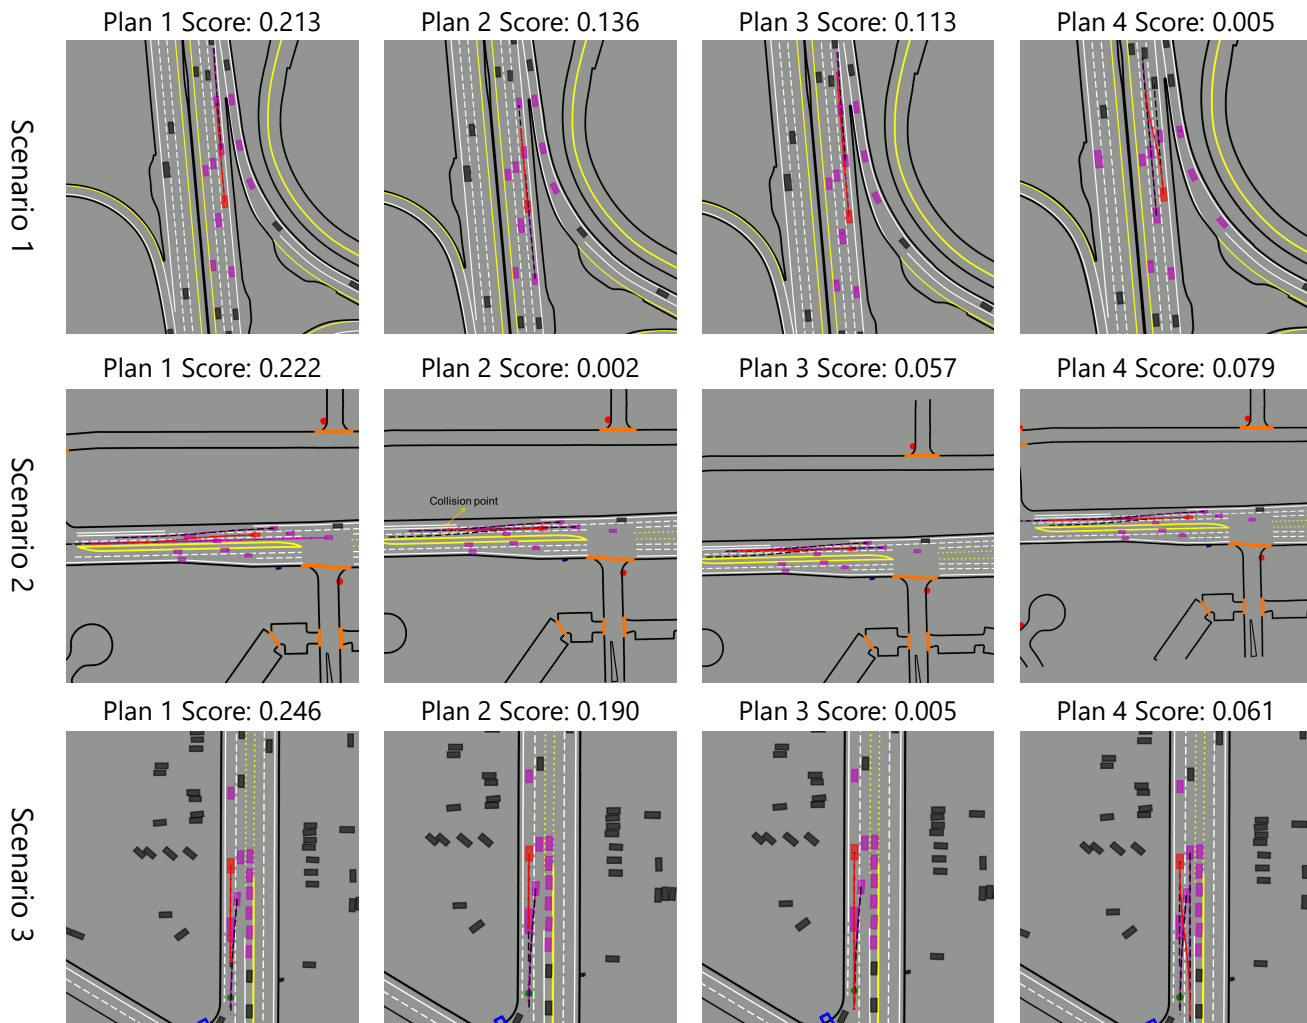 Plan 1 Score: 0.213
Plan 2 Score: 0.136
Plan 3 Score: 0.113
Plan 4 Score: 0.005
Scenario 1
Plan 1 Score: 0.222
Plan 2 Score: 0.002
Plan 3 Score: 0.057
Plan 4 Score: 0.079
Scenario 2
Collision point
Plan 1 Score: 0.246
Plan 2 Score: 0.190
Plan 3 Score: 0.005
Plan 4 Score: 0.061
Scenario 3